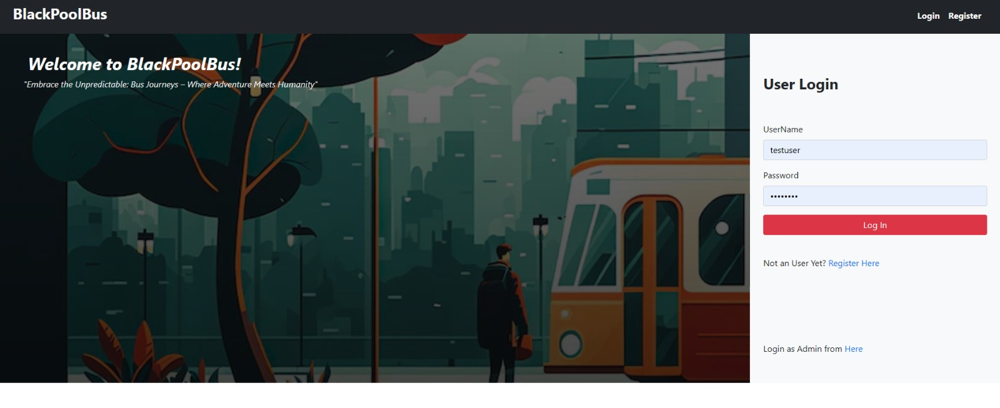 BlackPoolBus
Login Register
Welcome to BlackPoolBus!
"Embrace the Unpredictable: Bus Journeys – Where Adventure Meets Humanity"
User Login
UserName
testuser
Password
••••••••
Log In
Not an User Yet? Register Here
Login as Admin from Here